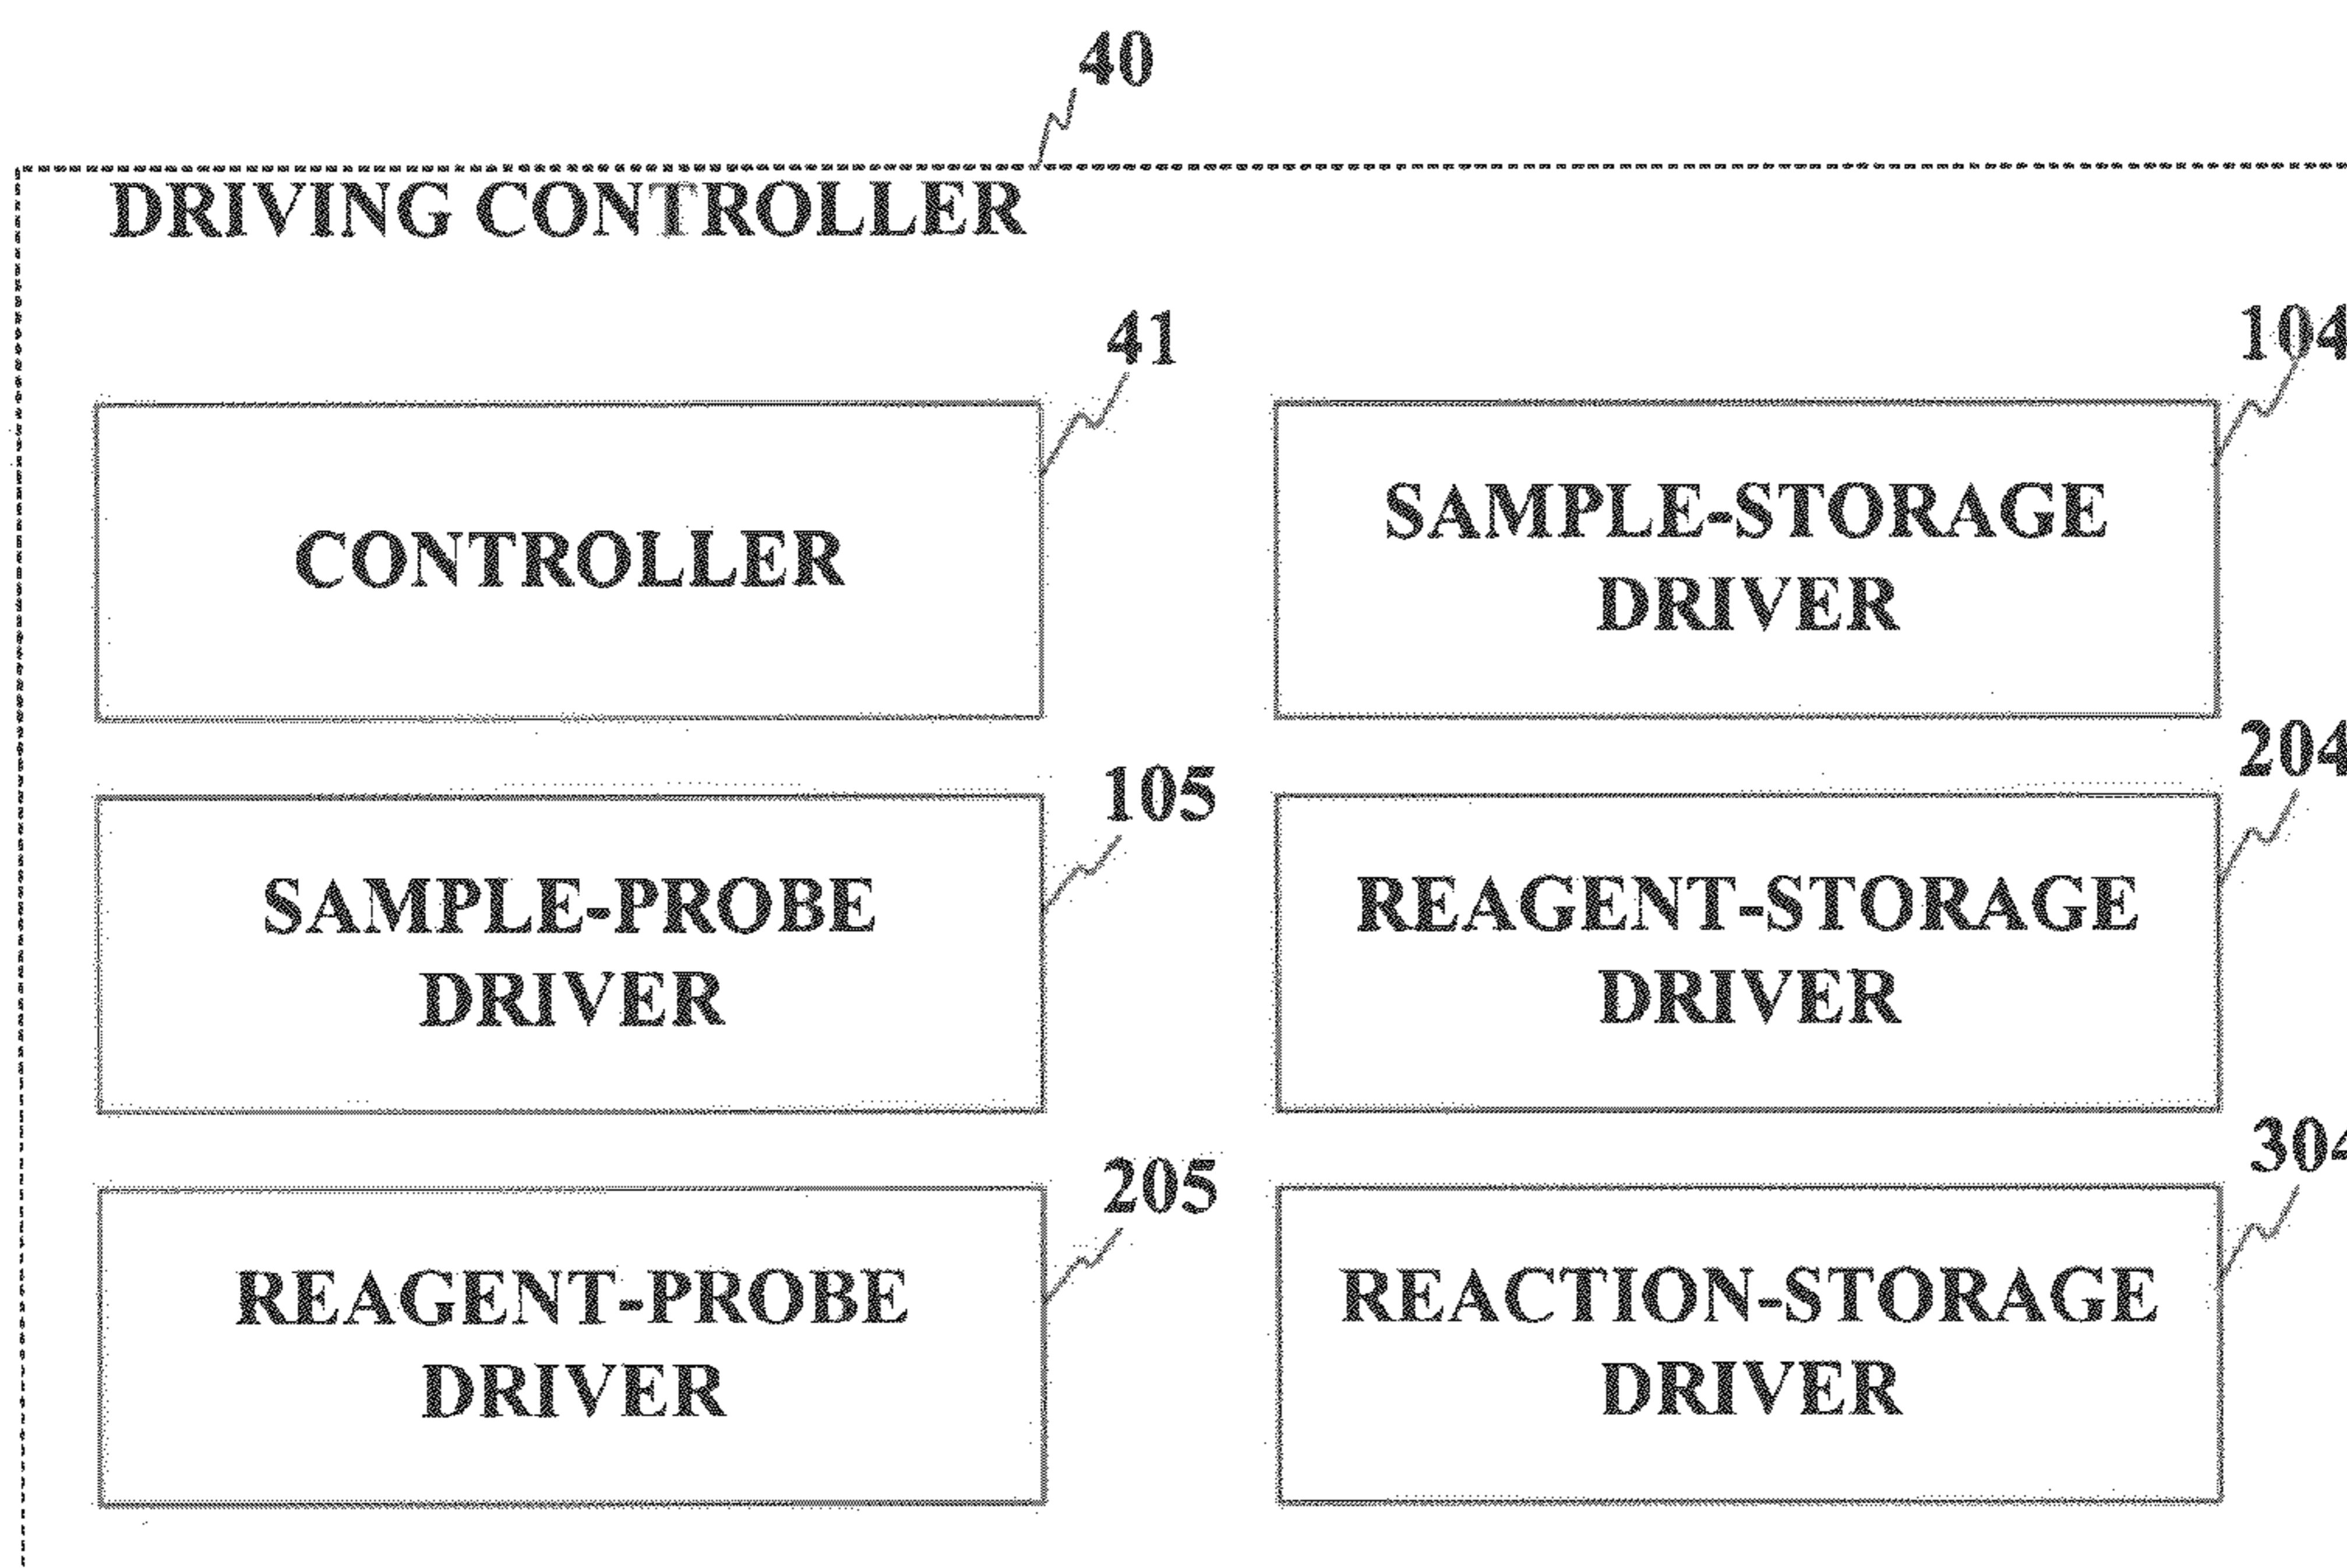 40
DRIVING CONTROLLER
41
104
CONTROLLER
SAMPLE-STORAGE
DRIVER
105
204
SAMPLE-PROBE
DRIVER
REAGENT-STORAGE
DRIVER
205
304
REAGENT-PROBE
DRIVER
REACTION-STORAGE
DRIVER